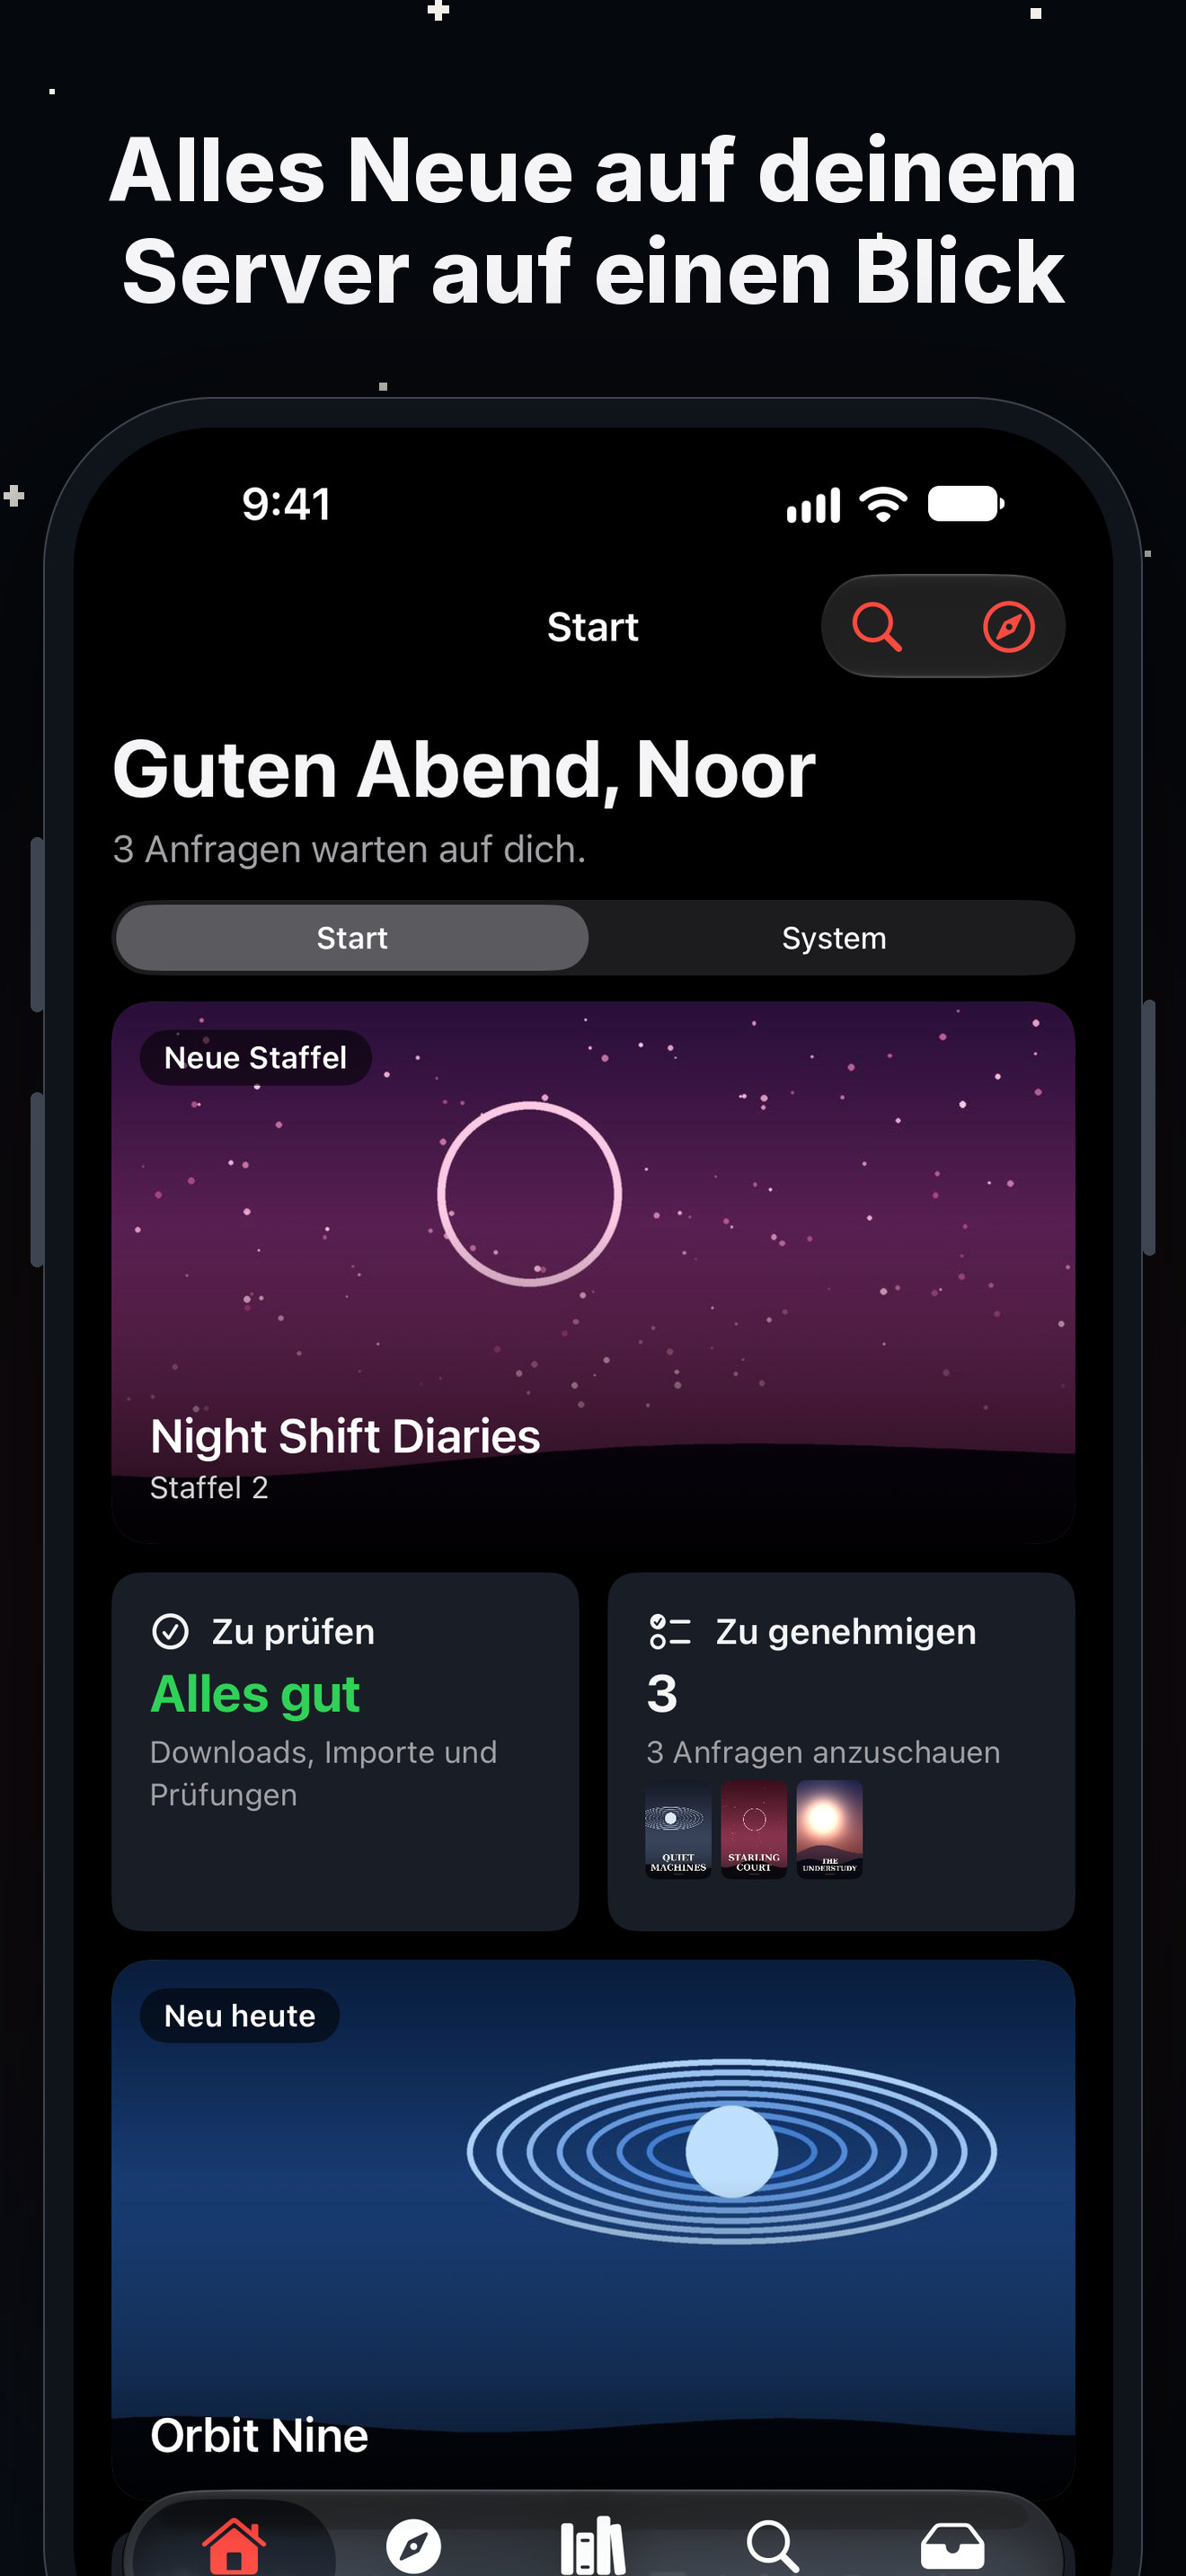 Alles Neue auf deinem
Server auf einen Blick
9:41
Start
Guten Abend, Noor
3 Anfragen warten auf dich.
Start
System
Neue Staffel
Night Shift Diaries
Staffel 2
Zu prüfen
Alles gut
Downloads, Importe und
Prüfungen
Zu genehmigen
3
3 Anfragen anzuschauen
QUIET
MACHINES
STARLING
COURT
THE
UNDERSTUDY
Neu heute
Orbit Nine